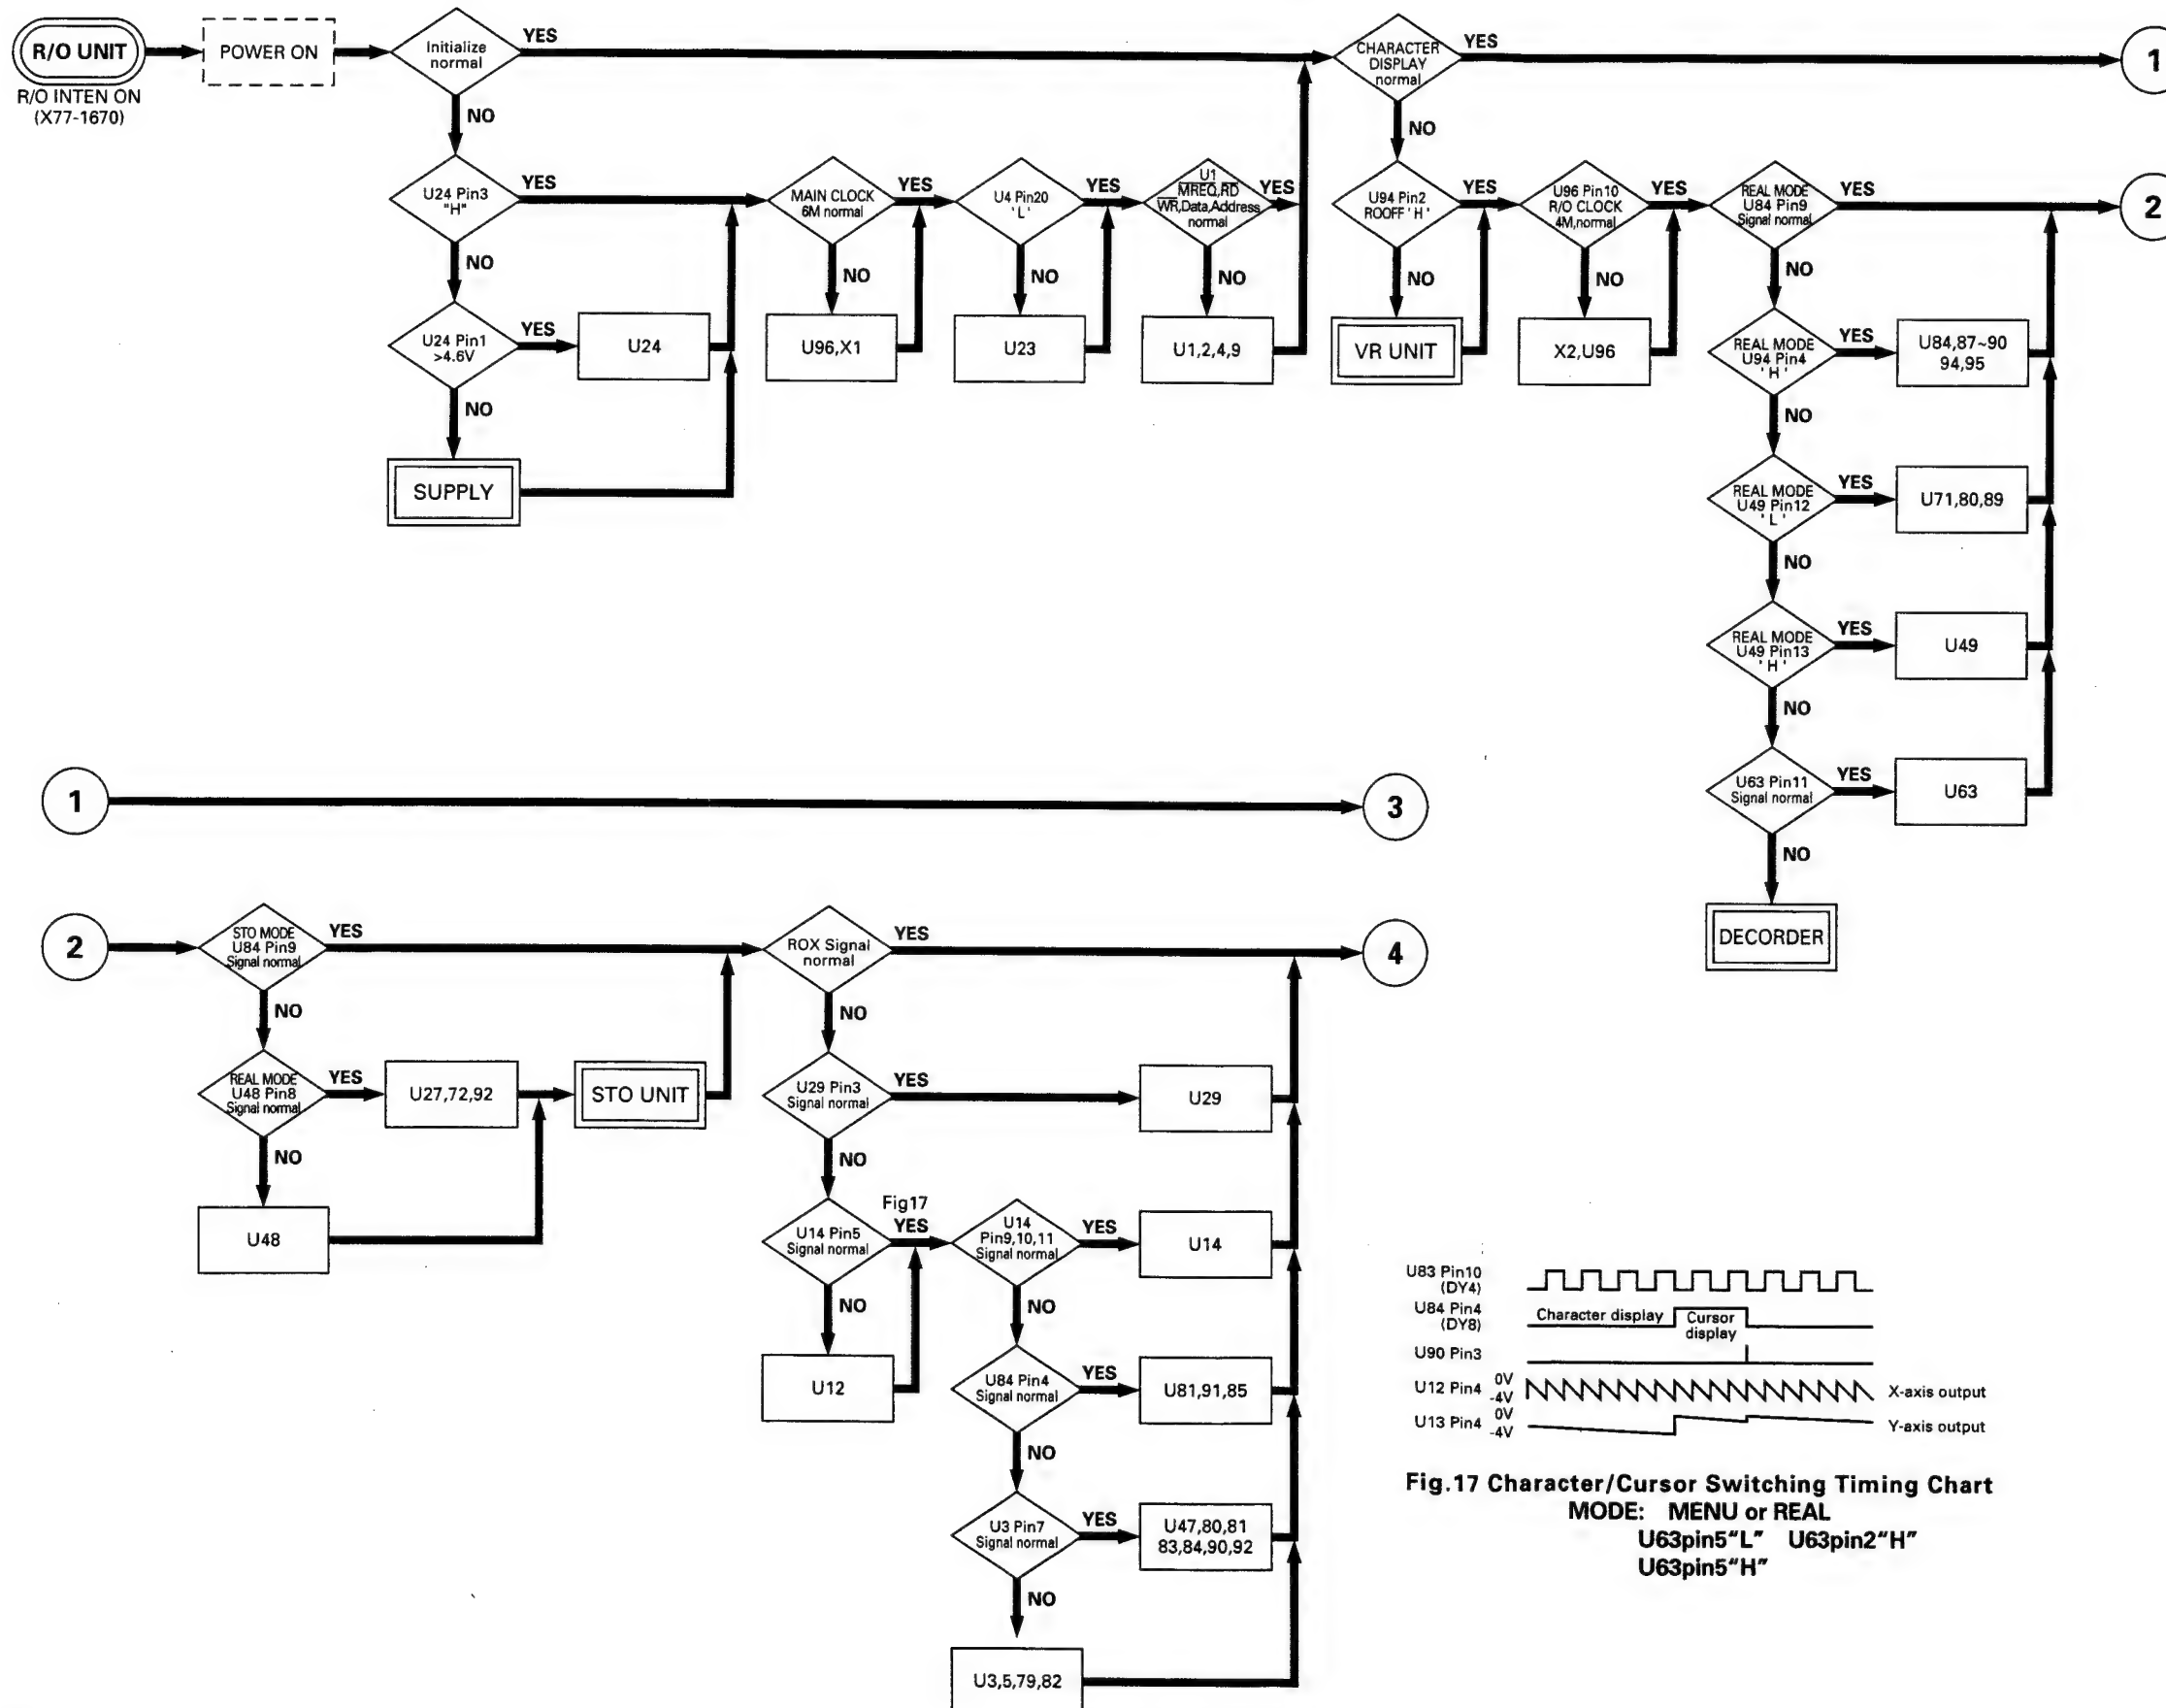 R/O UNIT
R/O INTEN ON
(X77-1670)
POWER ON
Initialize
normal
YES
NO
U24 Pin3
"H"
YES
NO
U24 Pin1
>4.6V
YES
NO
U24
SUPPLY
MAIN CLOCK
6M normal
YES
NO
U96,X1
U4 Pin20
'L'
YES
NO
U23
U1
MREQ,RD
WR,Data,Address
normal
YES
NO
U1,2,4,9
CHARACTER
DISPLAY
normal
YES
NO
1
U94 Pin2
ROOFF 'H'
YES
NO
VR UNIT
U96 Pin10
R/O CLOCK
4M,normal
YES
NO
X2,U96
REAL MODE
U84 Pin9
Signal normal
YES
NO
2
REAL MODE
U94 Pin4
'H'
YES
NO
U84,87~90
94,95
REAL MODE
U49 Pin12
'L'
YES
NO
U71,80,89
REAL MODE
U49 Pin13
'H'
YES
NO
U49
U63 Pin11
Signal normal
YES
NO
U63
DECORDER
1
3
2
STO MODE
U84 Pin9
Signal normal
YES
NO
REAL MODE
U48 Pin8
Signal normal
YES
NO
U27,72,92
STO UNIT
U48
ROX Signal
normal
YES
NO
4
U29 Pin3
Signal normal
YES
NO
U29
U14 Pin5
Signal normal
Fig17
YES
NO
U12
U14
Pin9,10,11
Signal normal
YES
NO
U14
U84 Pin4
Signal normal
YES
NO
U81,91,85
U3 Pin7
Signal normal
YES
NO
U47,80,81
83,84,90,92
U3,5,79,82
U83 Pin10
(DY4)
U84 Pin4
(DY8)
Character display
Cursor
display
U90 Pin3
U12 Pin4
0V
-4V
X-axis output
U13 Pin4
0V
-4V
Y-axis output
Fig.17 Character/Cursor Switching Timing Chart
MODE: MENU or REAL
U63pin5"L" U63pin2"H"
U63pin5"H"